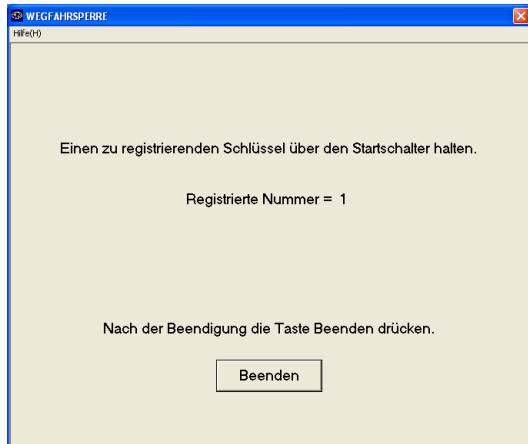 WEGFAHRSPERRE
Hilfe(H)
Einen zu registrierenden Schlüssel über den Startschalter halten.
Registrierte Nummer = 1
Nach der Beendigung die Taste Beenden drücken.
Beenden